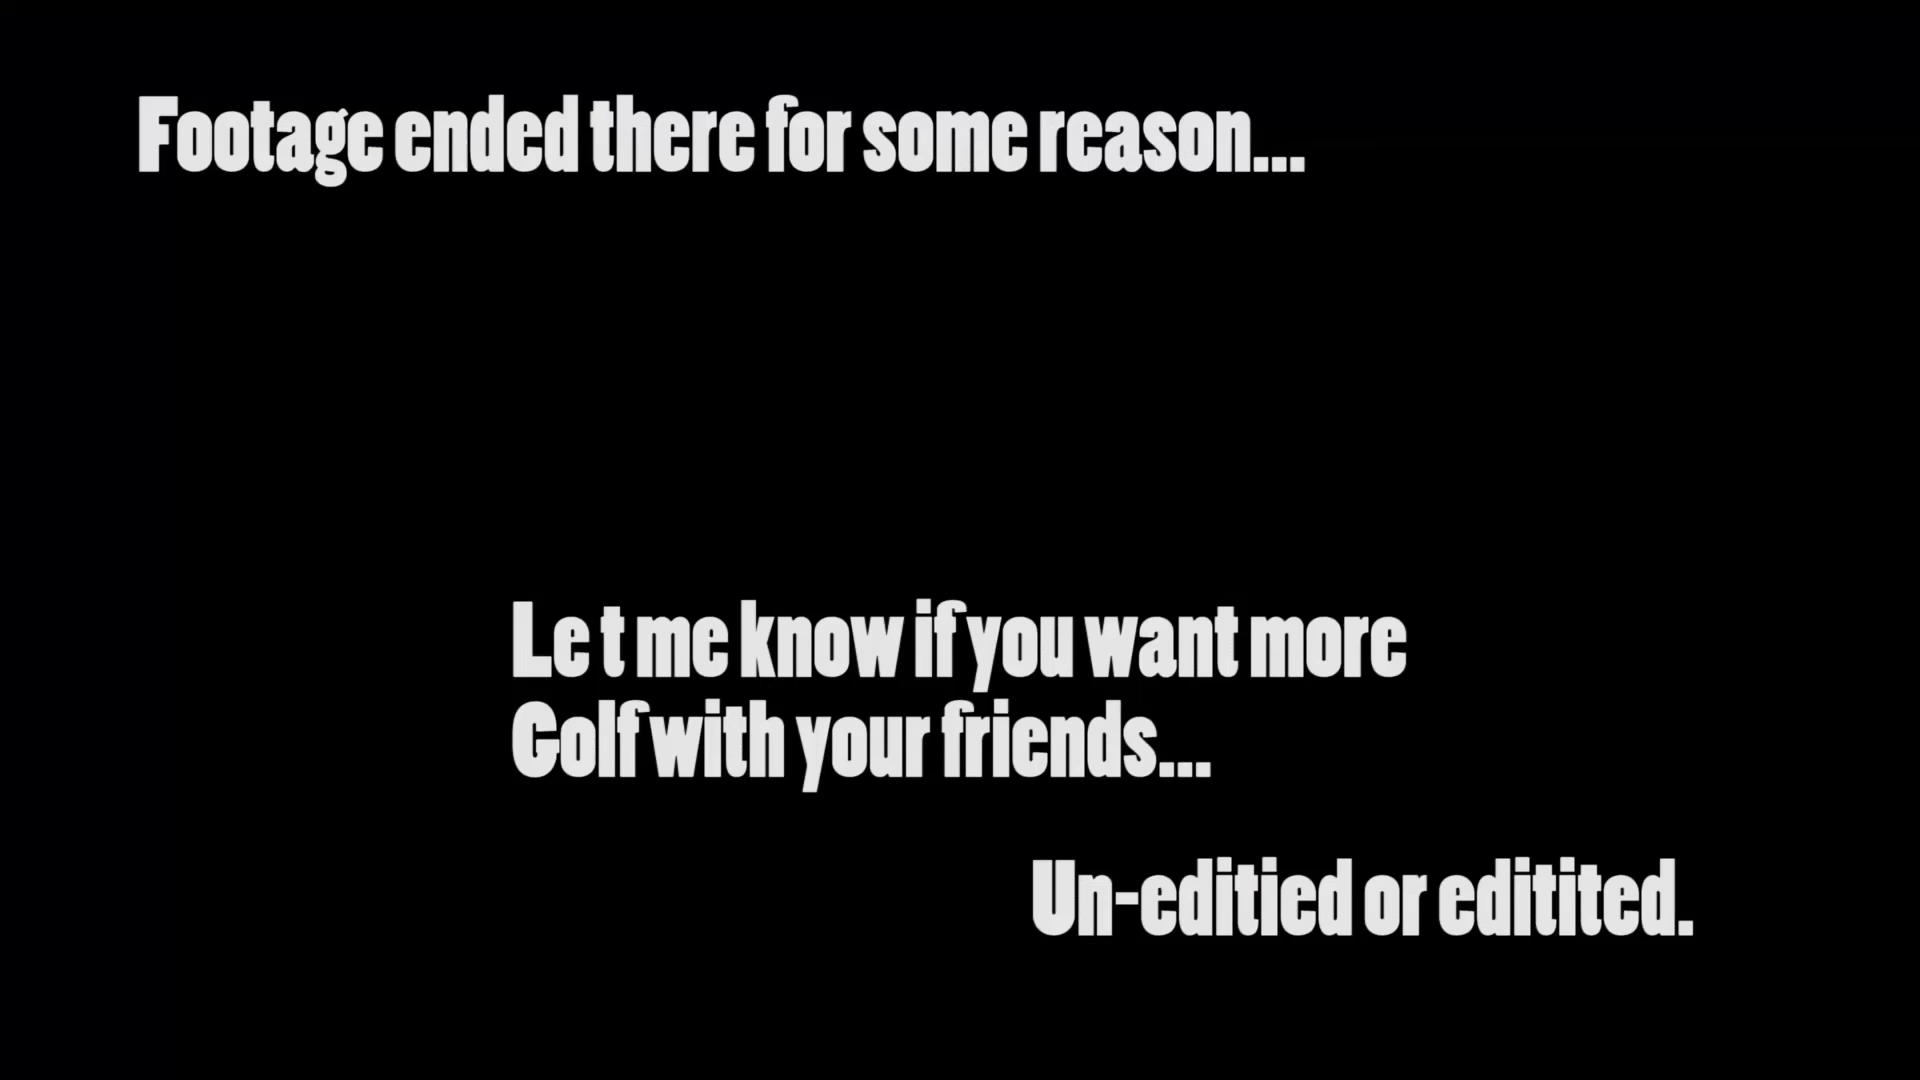 Footage ended there for some reason...
Let me know if you want more
Golf with your friends...
Un-editied or editited.